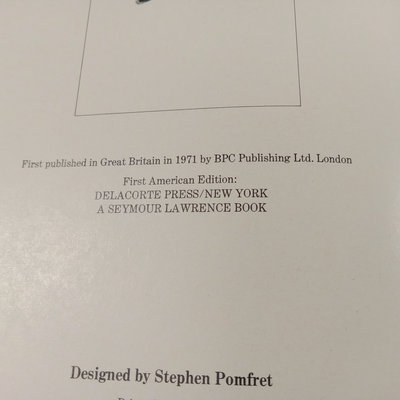 First published in Great Britain in 1971 by BPC Publishing Ltd. London
First American Edition:
DELACORTE PRESS/NEW YORK
A SEYMOUR LAWRENCE BOOK
Designed by Stephen Pomfret